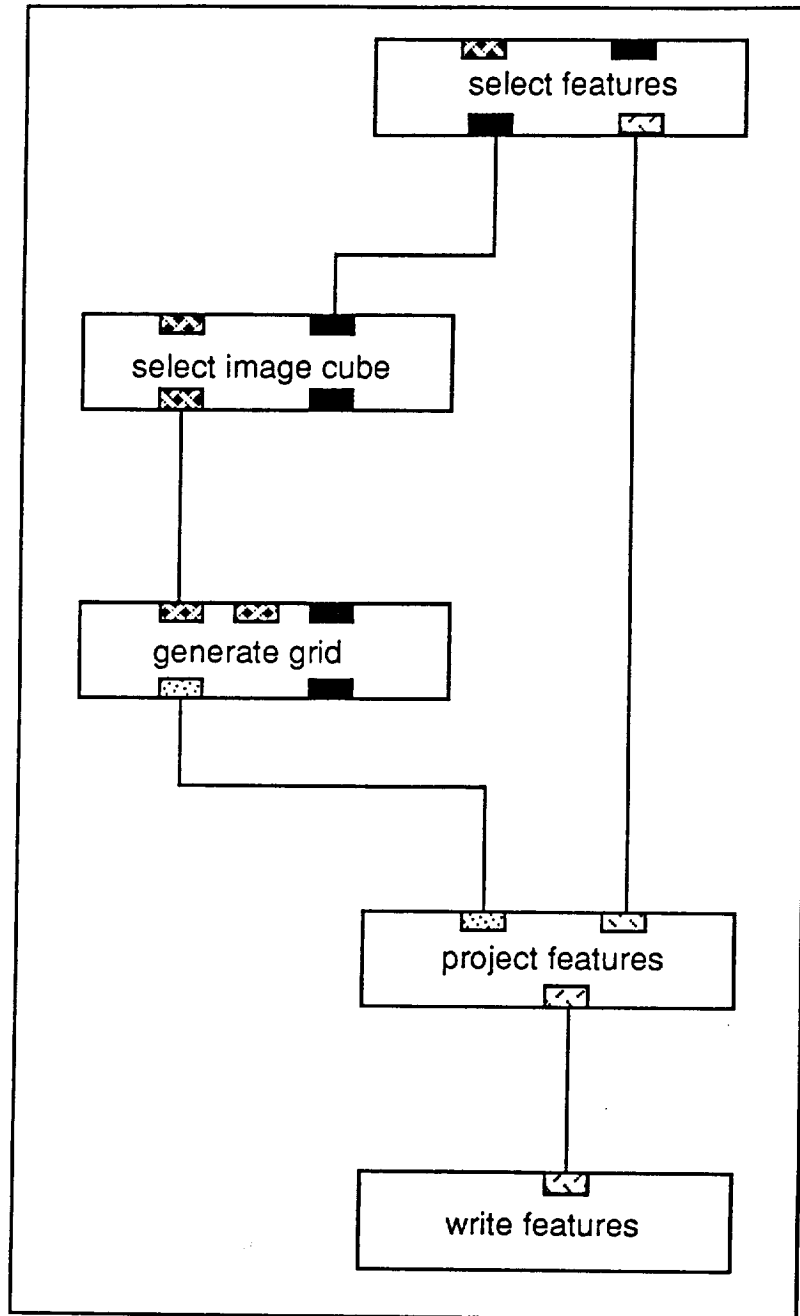 select features
select image cube
generate grid
project features
write features